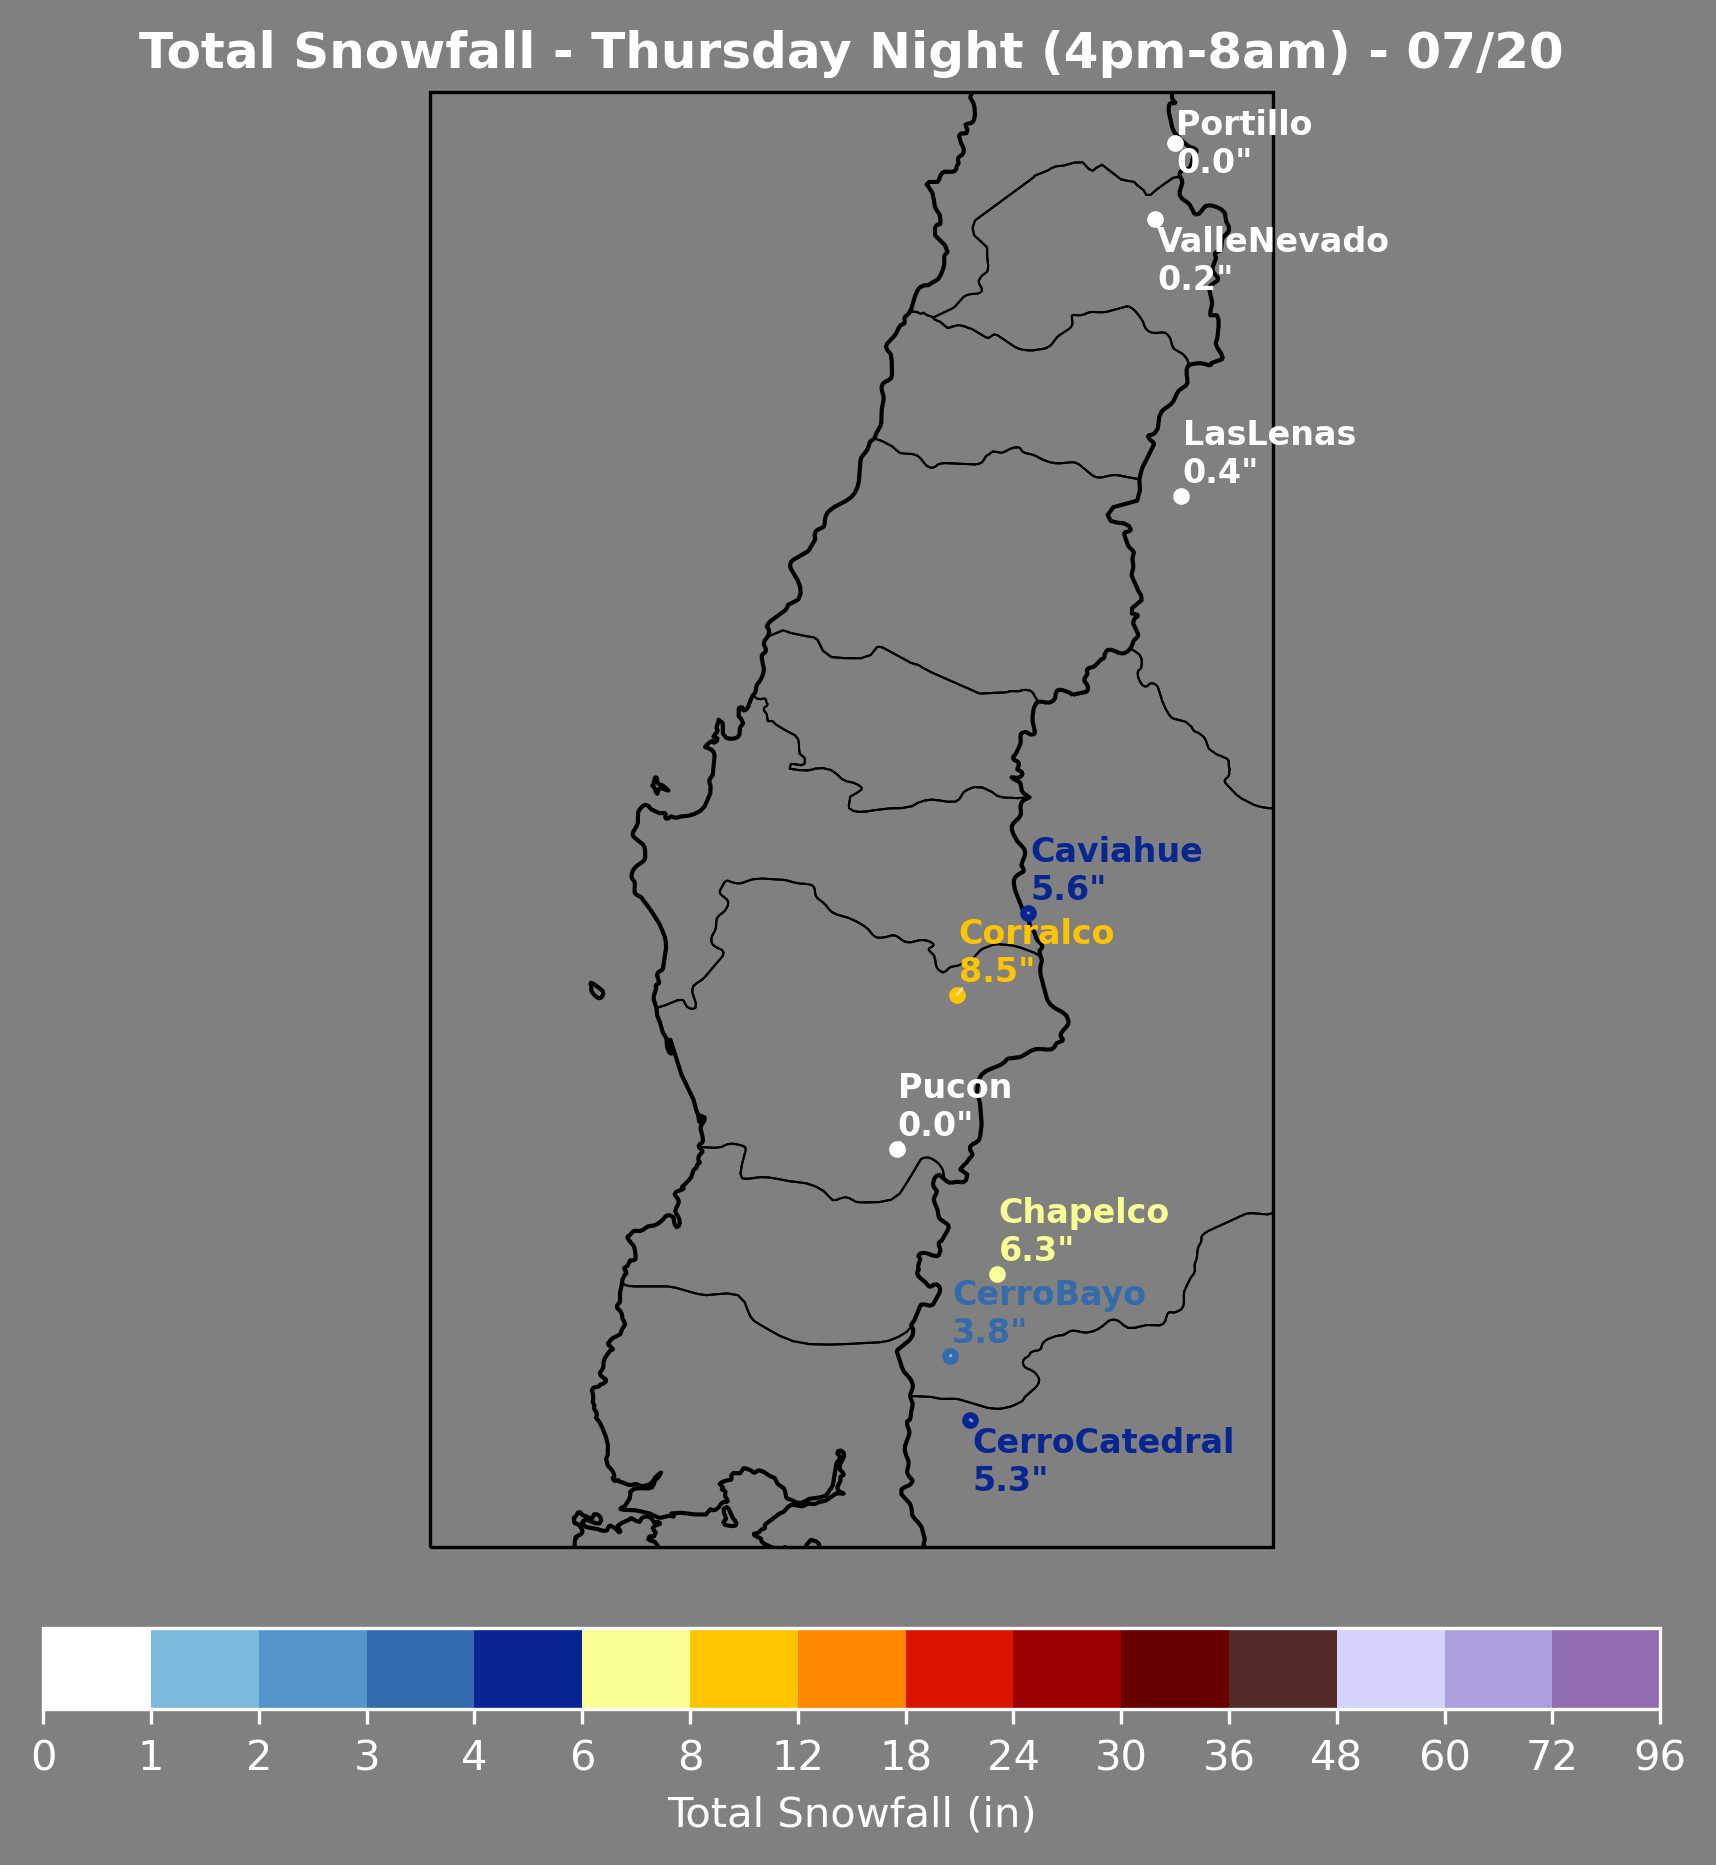 Total Snowfall - Thursday Night (4pm-8am) - 07/20
Portillo
0.0"
ValleNevado
0.2"
LasLenas
0.4"
Caviahue
5.6"
Corralco
8.5"
Pucon
0.0"
Chapelco
6.3"
CerroBayo
3.8"
CerroCatedral
5.3"
0 1 2 3 4 6 8 12 18 24 30 36 48 60 72 96
Total Snowfall (in)